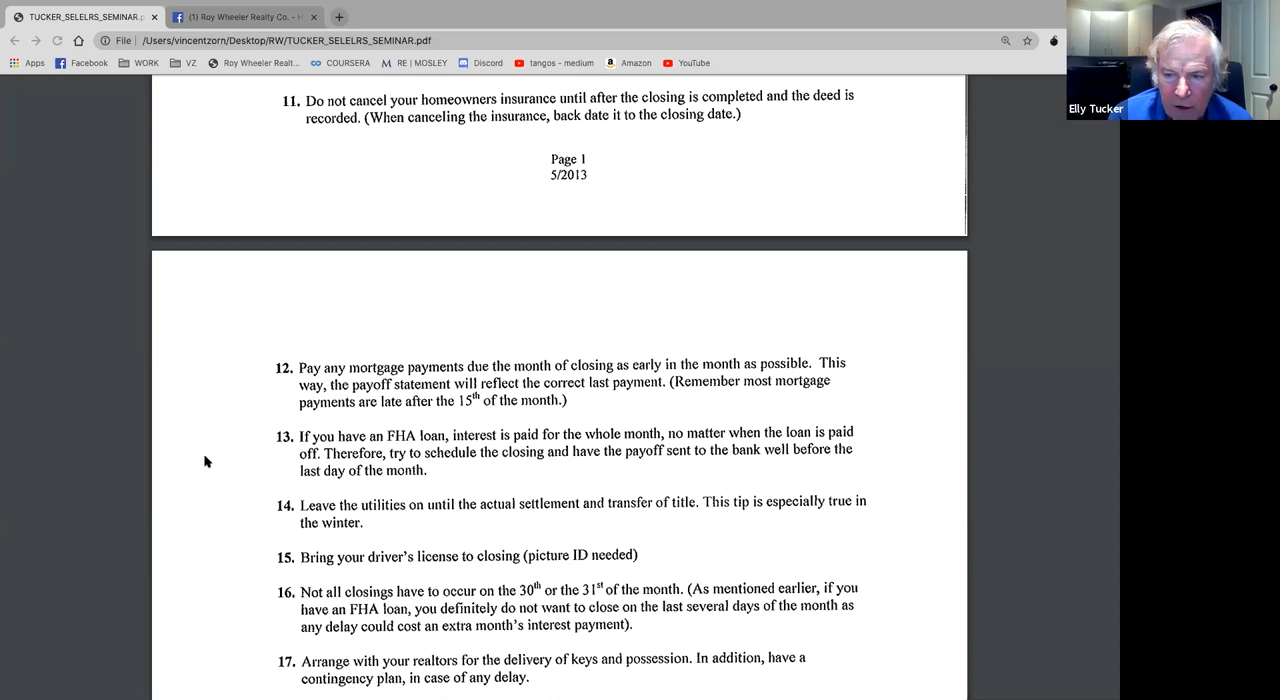 TUCKER_SELELRS_SEMINAR.p
(1) Roy Wheeler Realty Co. - H
File | /Users/vincentzorn/Desktop/RW/TUCKER_SELELRS_SEMINAR.pdf
Apps Facebook WORK VZ Roy Wheeler Realt... COURSERA RE | MOSLEY Discord tangos - medium Amazon YouTube
Elly Tucker
11. Do not cancel your homeowners insurance until after the closing is completed and the deed is
recorded. (When canceling the insurance, back date it to the closing date.)
Page 1
5/2013
12. Pay any mortgage payments due the month of closing as early in the month as possible. This
way, the payoff statement will reflect the correct last payment. (Remember most mortgage
payments are late after the 15th of the month.)
13. If you have an FHA loan, interest is paid for the whole month, no matter when the loan is paid
off. Therefore, try to schedule the closing and have the payoff sent to the bank well before the
last day of the month.
14. Leave the utilities on until the actual settlement and transfer of title. This tip is especially true in
the winter.
15. Bring your driver's license to closing (picture ID needed)
16. Not all closings have to occur on the 30th or the 31st of the month. (As mentioned earlier, if you
have an FHA loan, you definitely do not want to close on the last several days of the month as
any delay could cost an extra month's interest payment).
17. Arrange with your realtors for the delivery of keys and possession. In addition, have a
contingency plan, in case of any delay.